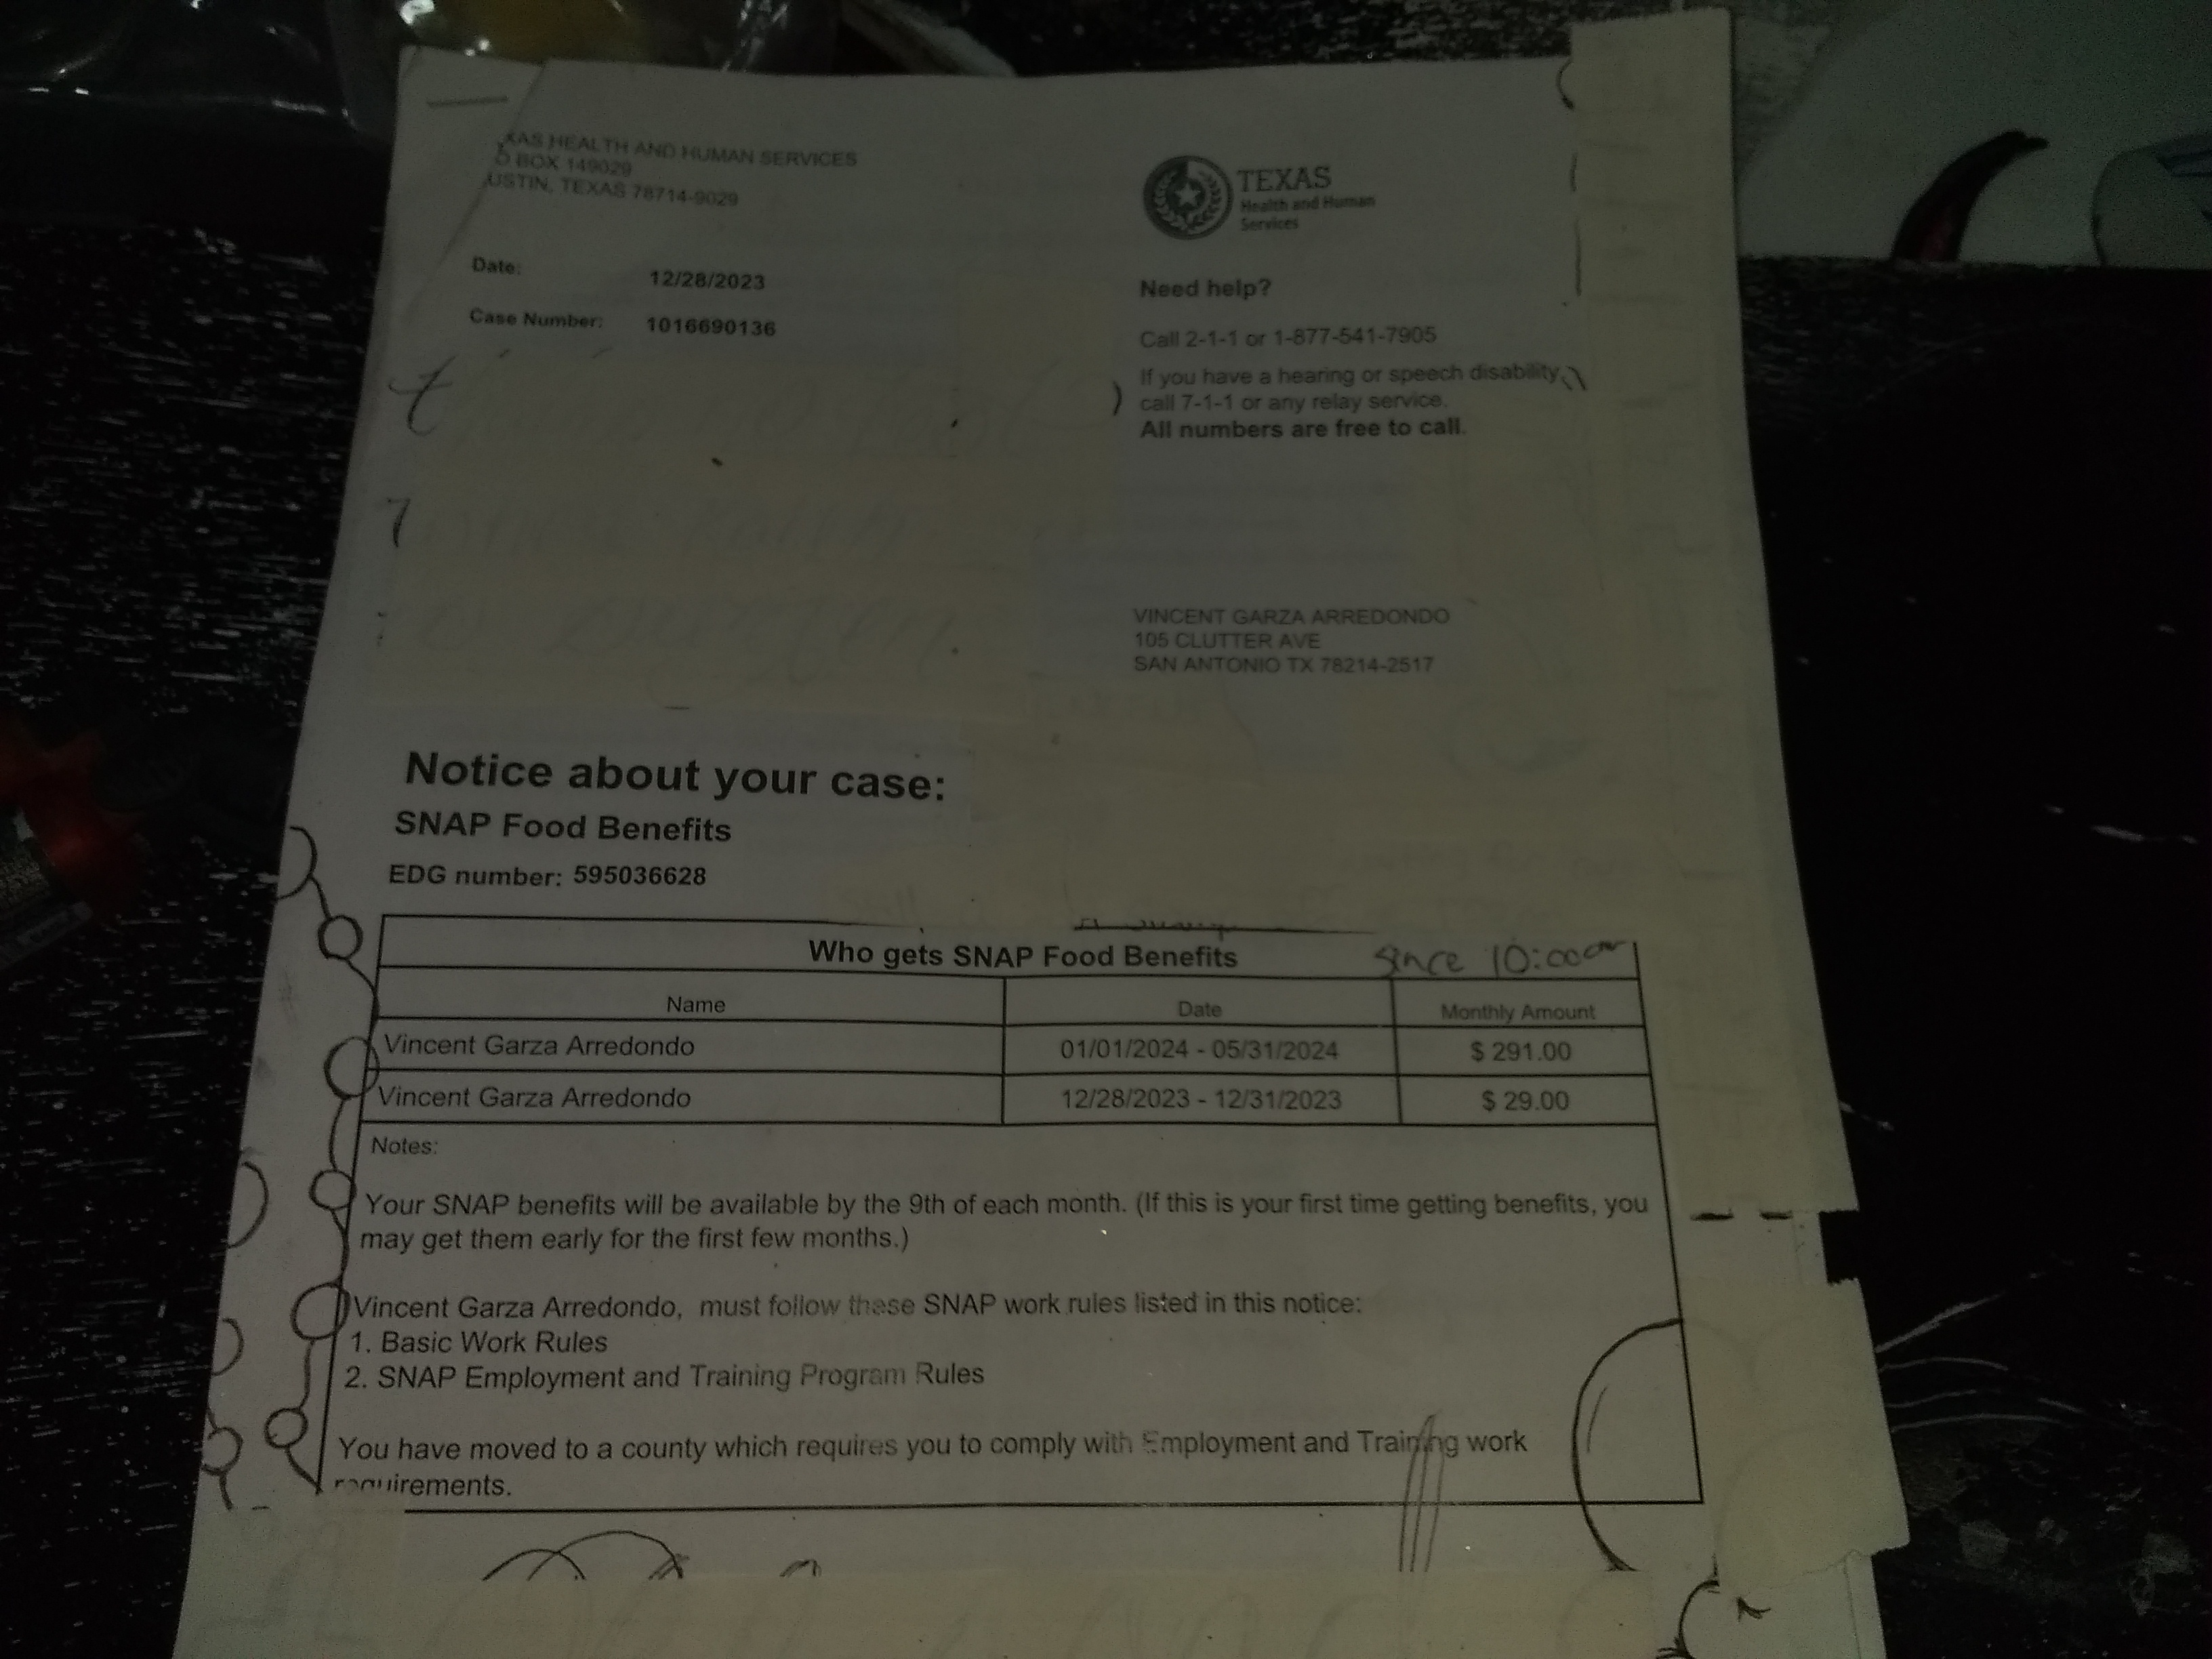 XAS HEALTH AND HUMAN SERVICES
O BOX 149029
USTIN, TEXAS 78714-9029
TEXAS
Health and Human
Services
Date: 12/28/2023
Case Number: 1016690136
Need help?
Call 2-1-1 or 1-877-541-7905
If you have a hearing or speech disability,
call 7-1-1 or any relay service.
All numbers are free to call.
VINCENT GARZA ARREDONDO
105 CLUTTER AVE
SAN ANTONIO TX 78214-2517
Notice about your case:
SNAP Food Benefits
EDG number: 595036628
Who gets SNAP Food Benefits
since 10:00
Name Date Monthly Amount
Vincent Garza Arredondo 01/01/2024 - 05/31/2024 $ 291.00
Vincent Garza Arredondo 12/28/2023 - 12/31/2023 $ 29.00
Notes:
Your SNAP benefits will be available by the 9th of each month. (If this is your first time getting benefits, you
may get them early for the first few months.)
Vincent Garza Arredondo, must follow these SNAP work rules listed in this notice:
1. Basic Work Rules
2. SNAP Employment and Training Program Rules
You have moved to a county which requires you to comply with Employment and Training work
requirements.